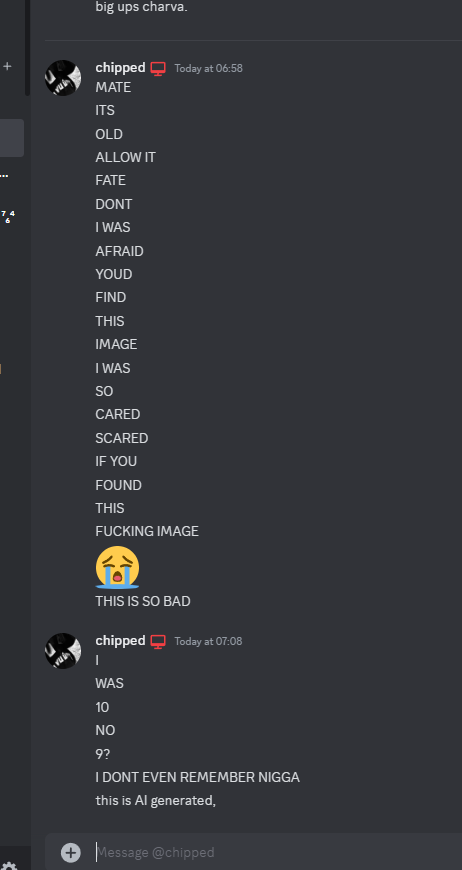 big ups charva.
+
chipped Today at 06:58
MATE
ITS
OLD
ALLOW IT
FATE
DONT
I WAS
AFRAID
YOUD
FIND
THIS
IMAGE
I WAS
SO
CARED
SCARED
IF YOU
FOUND
THIS
FUCKING IMAGE
THIS IS SO BAD
chipped Today at 07:08
I
WAS
10
NO
9?
I DONT EVEN REMEMBER NIGGA
this is AI generated,
Message @chipped